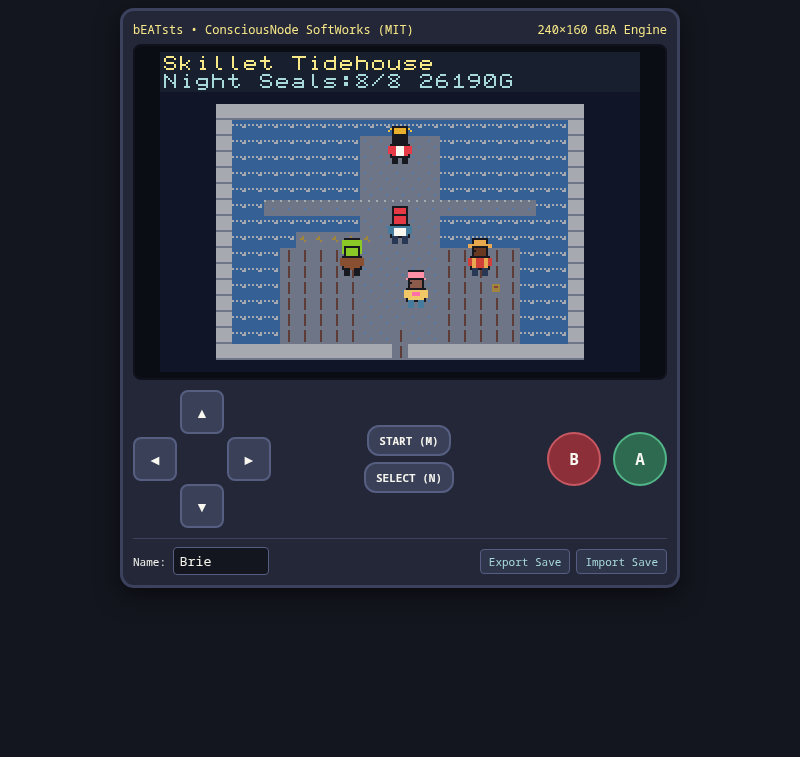 bEATsts • ConsciousNode SoftWorks (MIT)
240×160 GBA Engine
Skillet Tidehouse
Night Seals:8/8 26190G
▲
◀
▶
▼
START (M)
SELECT (N)
B
A
Name: Brie
Export Save
Import Save